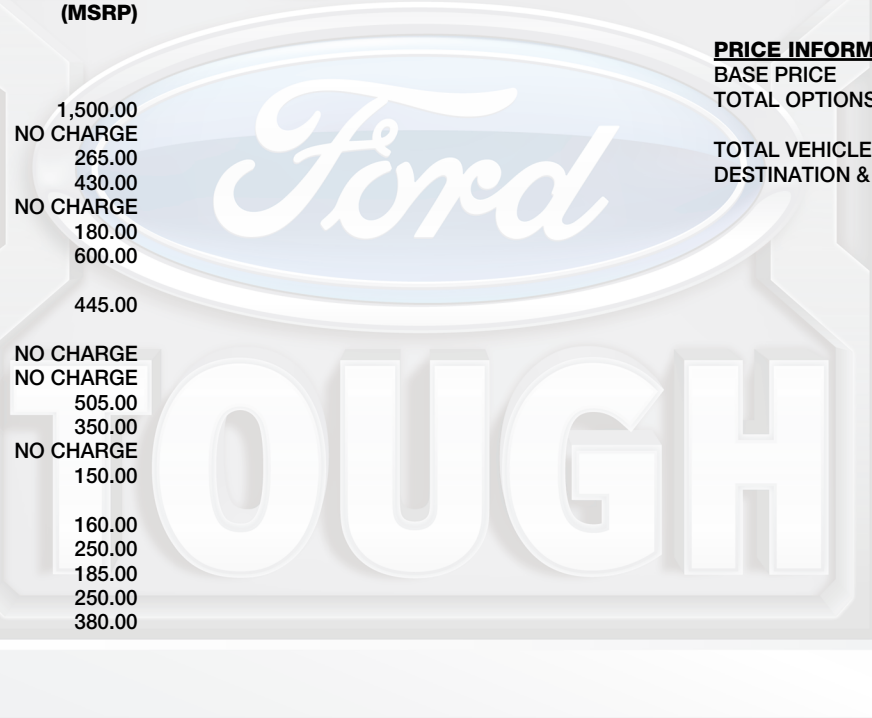 (MSRP)
1,500.00
NO CHARGE
265.00
430.00
NO CHARGE
180.00
600.00
445.00
NO CHARGE
NO CHARGE
505.00
350.00
NO CHARGE
150.00
160.00
250.00
185.00
250.00
380.00
PRICE INFORM
BASE PRICE
TOTAL OPTIONS
TOTAL VEHICLE
DESTINATION &
Ford
TOUGH